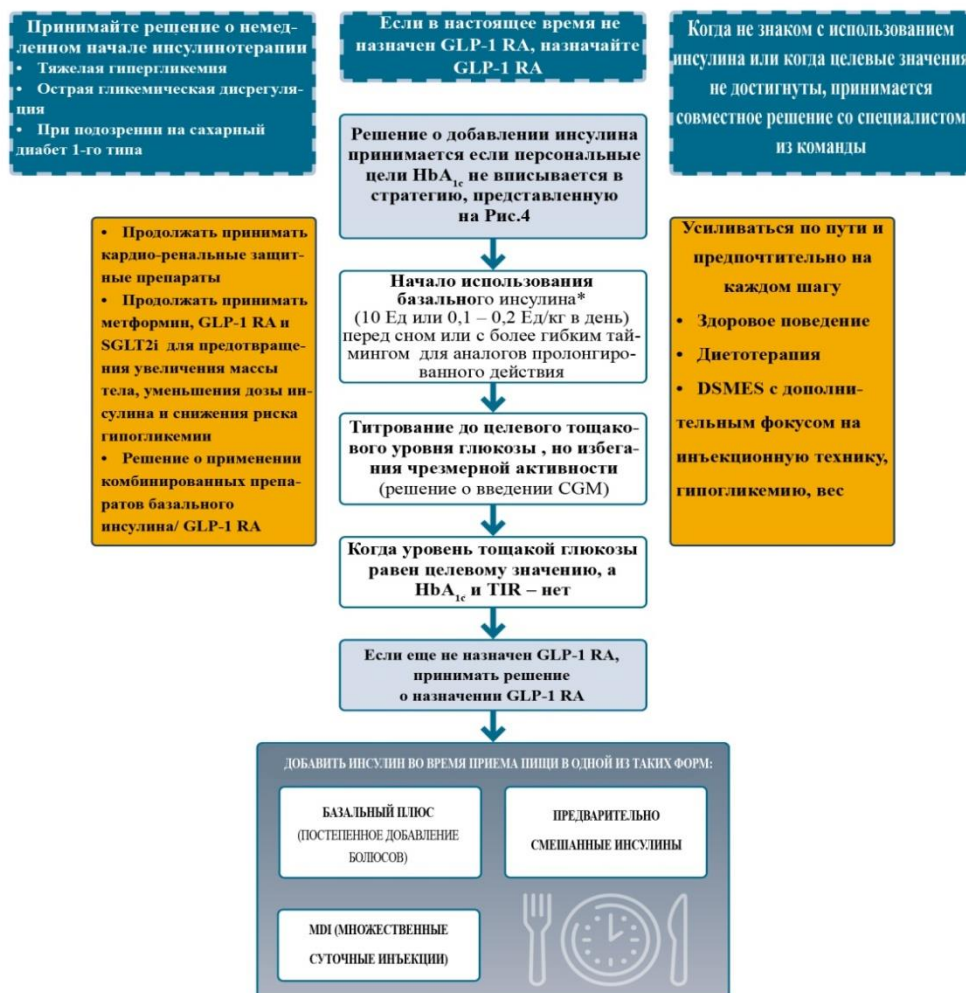 Принимайте решение о немед-
ленном начале инсулинотерапии
• Тяжелая гипергликемия
• Острая гликемическая дисрегуля-
ция
• При подозрении на сахарный
диабет 1-го типа
Если в настоящее время не
назначен GLP-1 RA, назначайте
GLP-1 RA
Когда не знаком с использованием
инсулина или когда целевые значения
не достигнуты, принимается
совместное решение со специалистом
из команды
Решение о добавлении инсулина
принимается если персональные
цели HbA1c не вписывается в
стратегию, представленную
на Рис.4
• Продолжать принимать
кардио-ренальные защит-
ные препараты
• Продолжать принимать
метформин, GLP-1 RA и
SGLT2i для предотвраще-
ния увеличения массы
тела, уменьшения дозы ин-
сулина и снижения риска
гипогликемии
• Решение о применении
комбинированных препа-
ратов базального
инсулина/ GLP-1 RA
Начало использования
базального инсулина*
(10 Ед или 0,1 – 0,2 Ед/кг в день)
перед сном или с более гибким тай-
мингом для аналогов пролонгиро-
ванного действия
Усиливаться по пути и
предпочтительно на
каждом шагу
• Здоровое поведение
• Диетотерапия
• DSMES с дополни-
тельным фокусом на
инъекционную технику,
гипогликемию, вес
Титрование до целевого тощако-
вого уровня глюкозы , но избега-
ния чрезмерной активности
(решение о введении CGM)
Когда уровень тощакой глюкозы
равен целевому значению, а
HbA1c и TIR – нет
Если еще не назначен GLP-1 RA,
принимать решение
о назначении GLP-1 RA
ДОБАВИТЬ ИНСУЛИН ВО ВРЕМЯ ПРИЕМА ПИЩИ В ОДНОЙ ИЗ ТАКИХ ФОРМ:
БАЗАЛЬНЫЙ ПЛЮС
(ПОСТЕПЕННОЕ ДОБАВЛЕНИЕ
БОЛЮСОВ)
ПРЕДВАРИТЕЛЬНО
СМЕШАННЫЕ ИНСУЛИНЫ
MDI (МНОЖЕСТВЕННЫЕ
СУТОЧНЫЕ ИНЪЕКЦИИ)